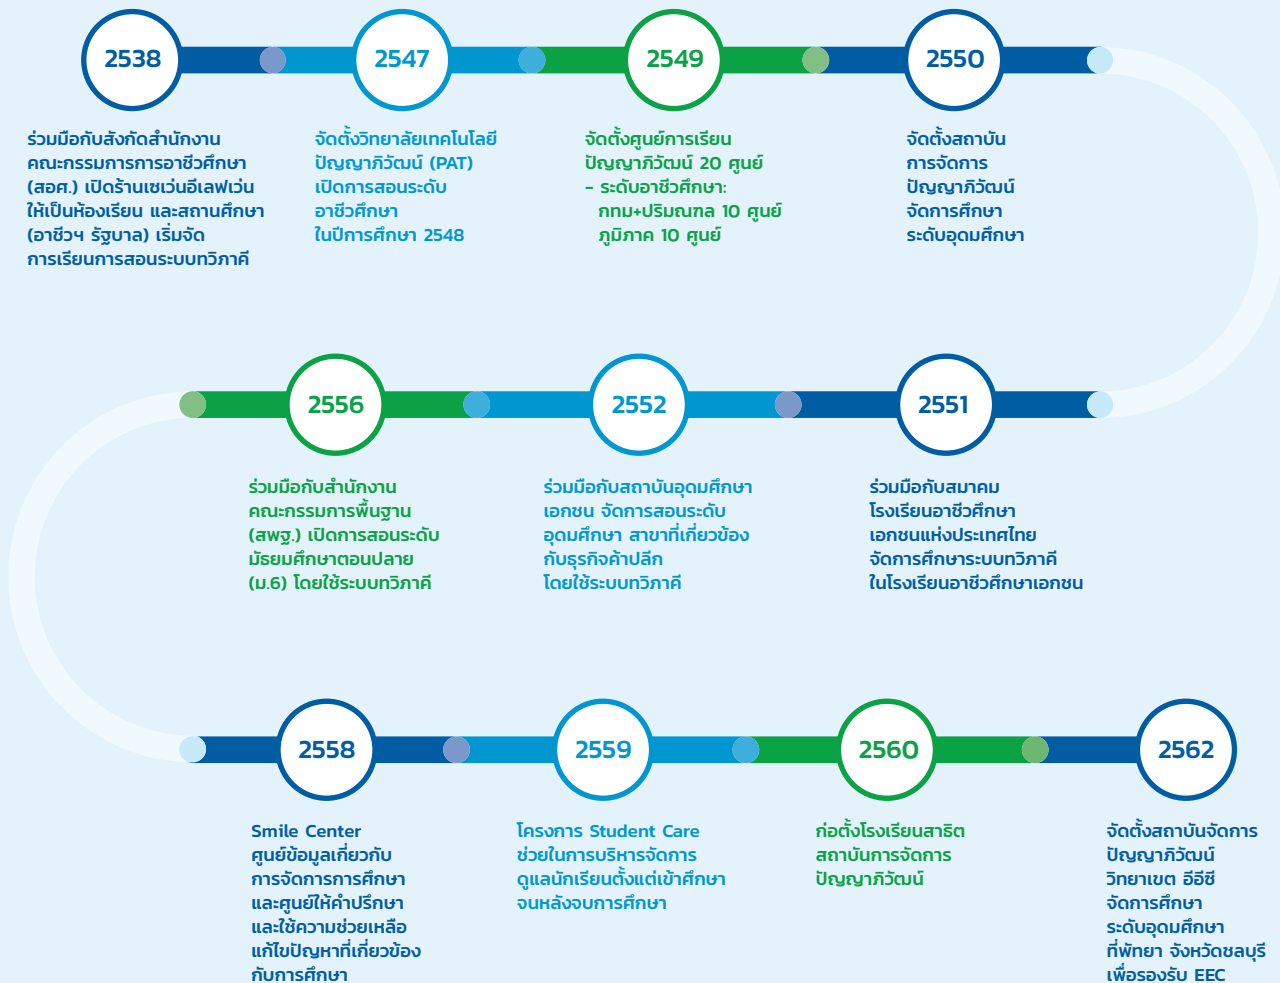 2538
ร่วมมือกับสังกัดสำนักงาน
คณะกรรมการการอาชีวศึกษา
(สอศ.) เปิดร้านเซเว่นอีเลฟเว่น
ให้เป็นห้องเรียน และสถานศึกษา
(อาชีวฯ รัฐบาล) เริ่มจัด
การเรียนการสอนระบบทวิภาคี
2547
จัดตั้งวิทยาลัยเทคโนโลยี
ปัญญาภิวัฒน์ (PAT)
เปิดการสอนระดับ
อาชีวศึกษา
ในปีการศึกษา 2548
2549
จัดตั้งศูนย์การเรียน
ปัญญาภิวัฒน์ 20 ศูนย์
- ระดับอาชีวศึกษา:
กทม+ปริมณฑล 10 ศูนย์
ภูมิภาค 10 ศูนย์
2550
จัดตั้งสถาบัน
การจัดการ
ปัญญาภิวัฒน์
จัดการศึกษา
ระดับอุดมศึกษา
2551
ร่วมมือกับสมาคม
โรงเรียนอาชีวศึกษา
เอกชนแห่งประเทศไทย
จัดการศึกษาระบบทวิภาคี
ในโรงเรียนอาชีวศึกษาเอกชน
2552
ร่วมมือกับสถาบันอุดมศึกษา
เอกชน จัดการสอนระดับ
อุดมศึกษา สาขาที่เกี่ยวข้อง
กับธุรกิจค้าปลีก
โดยใช้ระบบทวิภาคี
2556
ร่วมมือกับสำนักงาน
คณะกรรมการพื้นฐาน
(สพฐ.) เปิดการสอนระดับ
มัธยมศึกษาตอนปลาย
(ม.6) โดยใช้ระบบทวิภาคี
2558
Smile Center
ศูนย์ข้อมูลเกี่ยวกับ
การจัดการการศึกษา
และศูนย์ให้คำปรึกษา
และใช้ความช่วยเหลือ
แก้ไขปัญหาที่เกี่ยวข้อง
กับการศึกษา
2559
โครงการ Student Care
ช่วยในการบริหารจัดการ
ดูแลนักเรียนตั้งแต่เข้าศึกษา
จนหลังจบการศึกษา
2560
ก่อตั้งโรงเรียนสาธิต
สถาบันการจัดการ
ปัญญาภิวัฒน์
2562
จัดตั้งสถาบันจัดการ
ปัญญาภิวัฒน์
วิทยาเขต อีอีซี
จัดการศึกษา
ระดับอุดมศึกษา
ที่พัทยา จังหวัดชลบุรี
เพื่อรองรับ EEC